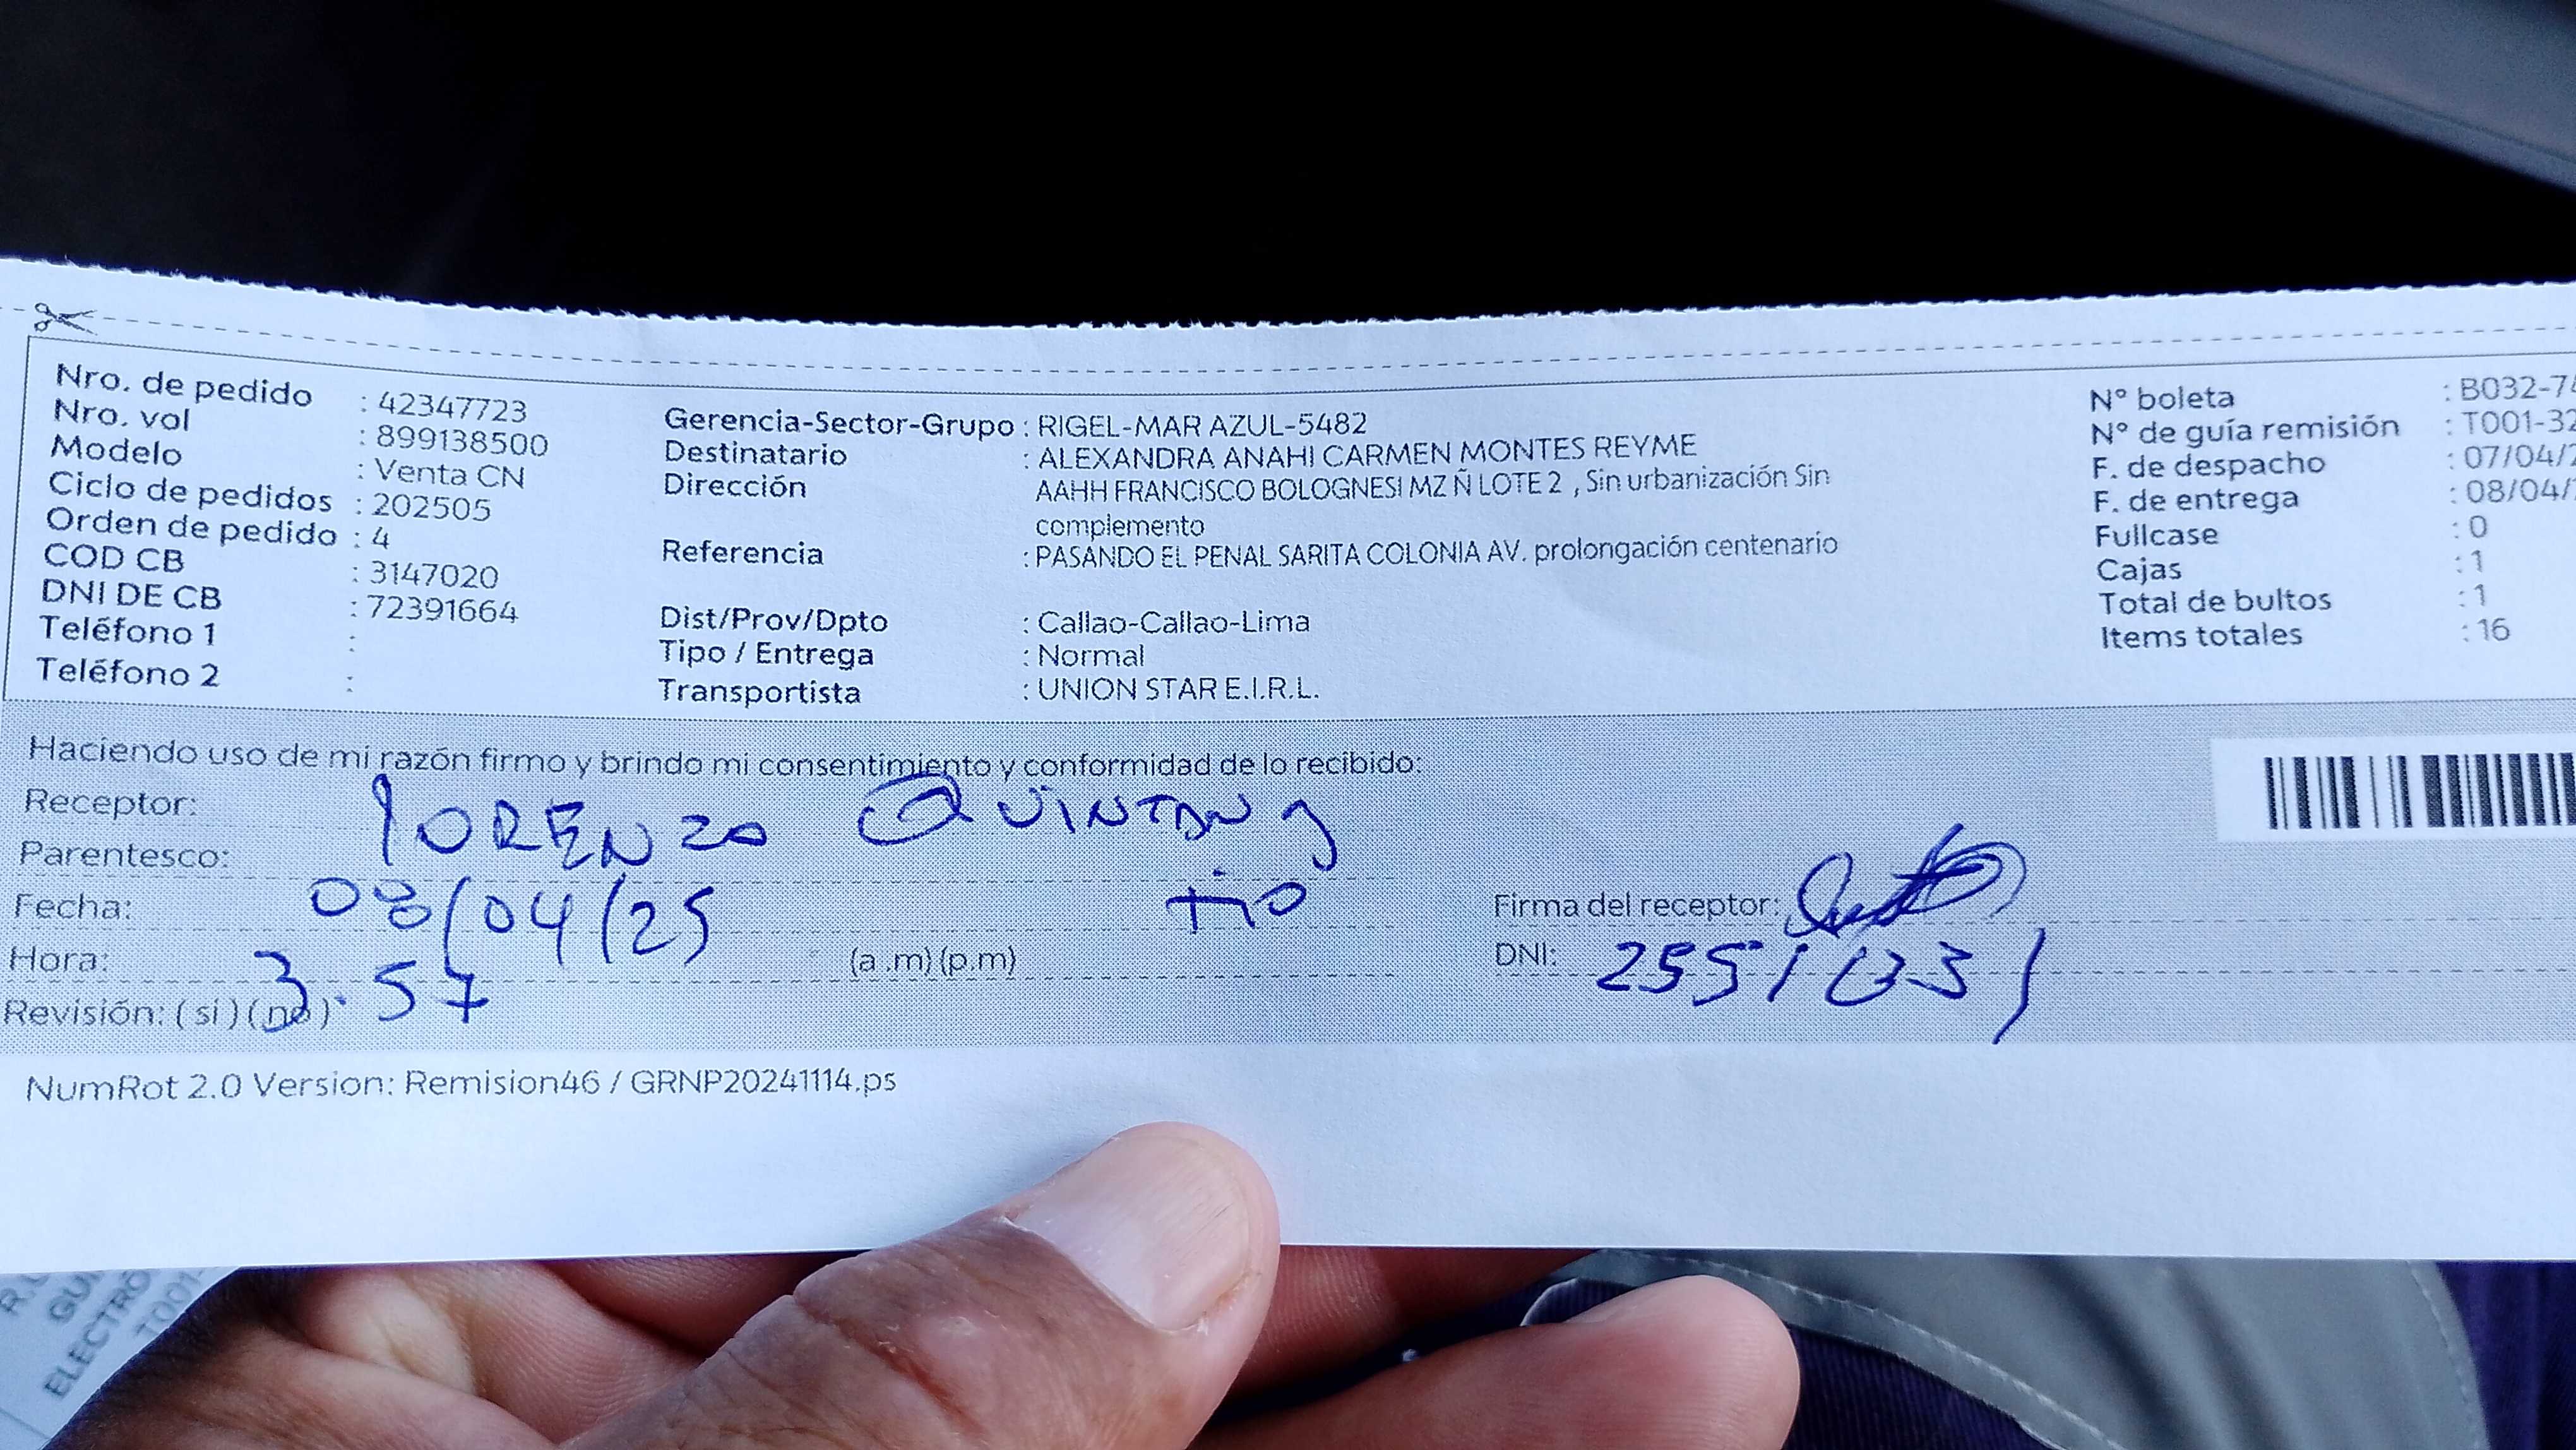 Nro. de pedido : 42347723
Nro. vol : 899138500
Modelo : Venta CN
Ciclo de pedidos : 202505
Orden de pedido : 4
COD CB : 3147020
DNI DE CB : 72391664
Teléfono 1 :
Teléfono 2 :
Gerencia-Sector-Grupo : RIGEL-MAR AZUL-5482
Destinatario : ALEXANDRA ANAHI CARMEN MONTES REYME
Dirección AAHH FRANCISCO BOLOGNESI MZ Ñ LOTE 2 , Sin urbanización Sin
complemento
Referencia : PASANDO EL PENAL SARITA COLONIA AV. prolongación centenario
Dist/Prov/Dpto : Callao-Callao-Lima
Tipo / Entrega : Normal
Transportista : UNION STAR E.I.R.L.
N° boleta : B032-7
N° de guía remisión : T001-32
F. de despacho : 07/04/
F. de entrega : 08/04/
Fullcase : 0
Cajas : 1
Total de bultos : 1
Items totales : 16
Haciendo uso de mi razón firmo y brindo mi consentimiento y conformidad de lo recibido:
Receptor: lORENZO QUINTANA
Parentesco: tio
Fecha: 08/04/25
Hora: 3.57 (a .m) (p.m)
Revisión: ( si ) ( no )
Firma del receptor:
DNI:
NumRot 2.0 Version: Remision46 / GRNP20241114.ps
ELECTRÓ
T001-